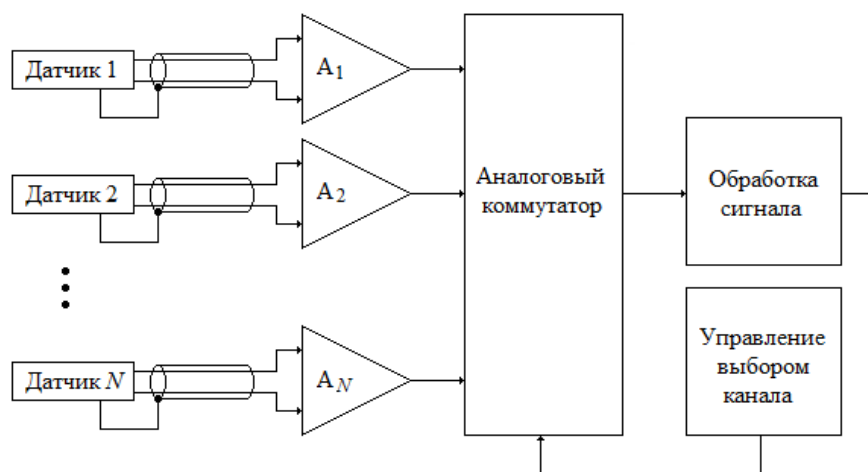 Датчик 1
A1
Датчик 2
A2
Датчик N
AN
Аналоговый
коммутатор
Обработка
сигнала
Управление
выбором
канала